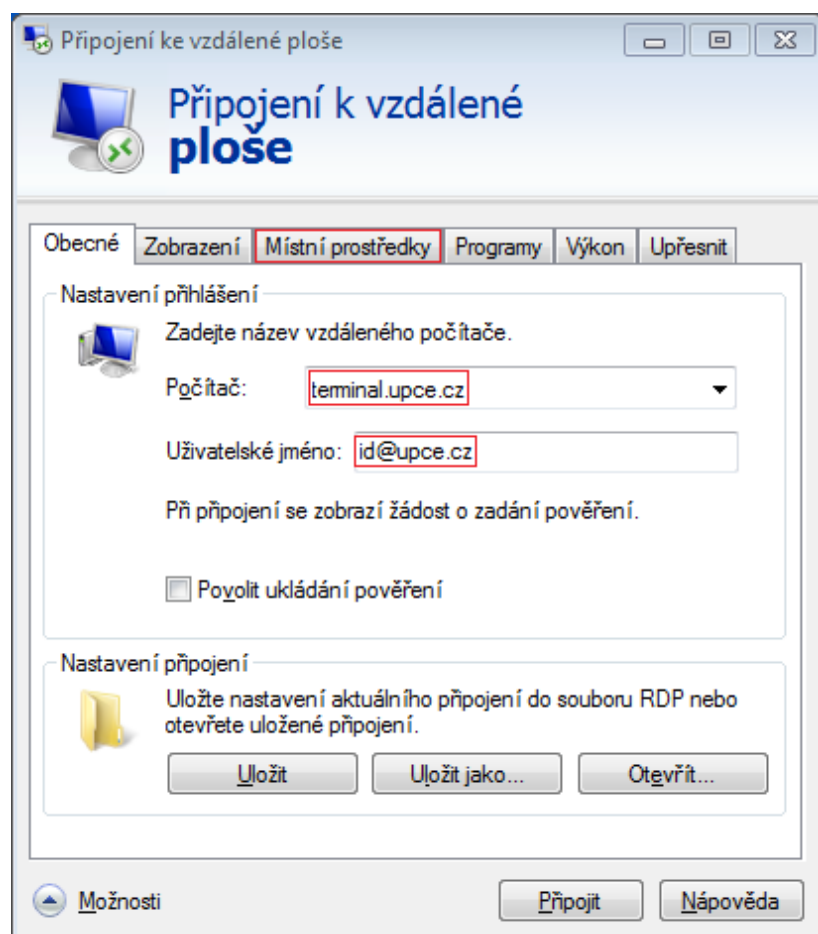 Připojení ke vzdálené ploše
Připojení k vzdálené
ploše
Obecné Zobrazení Místní prostředky Programy Výkon Upřesnit
Nastavení přihlášení
Zadejte název vzdáleného počítače.
Počítač: terminal.upce.cz
Uživatelské jméno: id@upce.cz
Při připojení se zobrazí žádost o zadání pověření.
Povolit ukládání pověření
Nastavení připojení
Uložte nastavení aktuálního připojení do souboru RDP nebo
otevřete uložené připojení.
Uložit Uložit jako... Otevřít...
Možnosti Připojit Nápověda